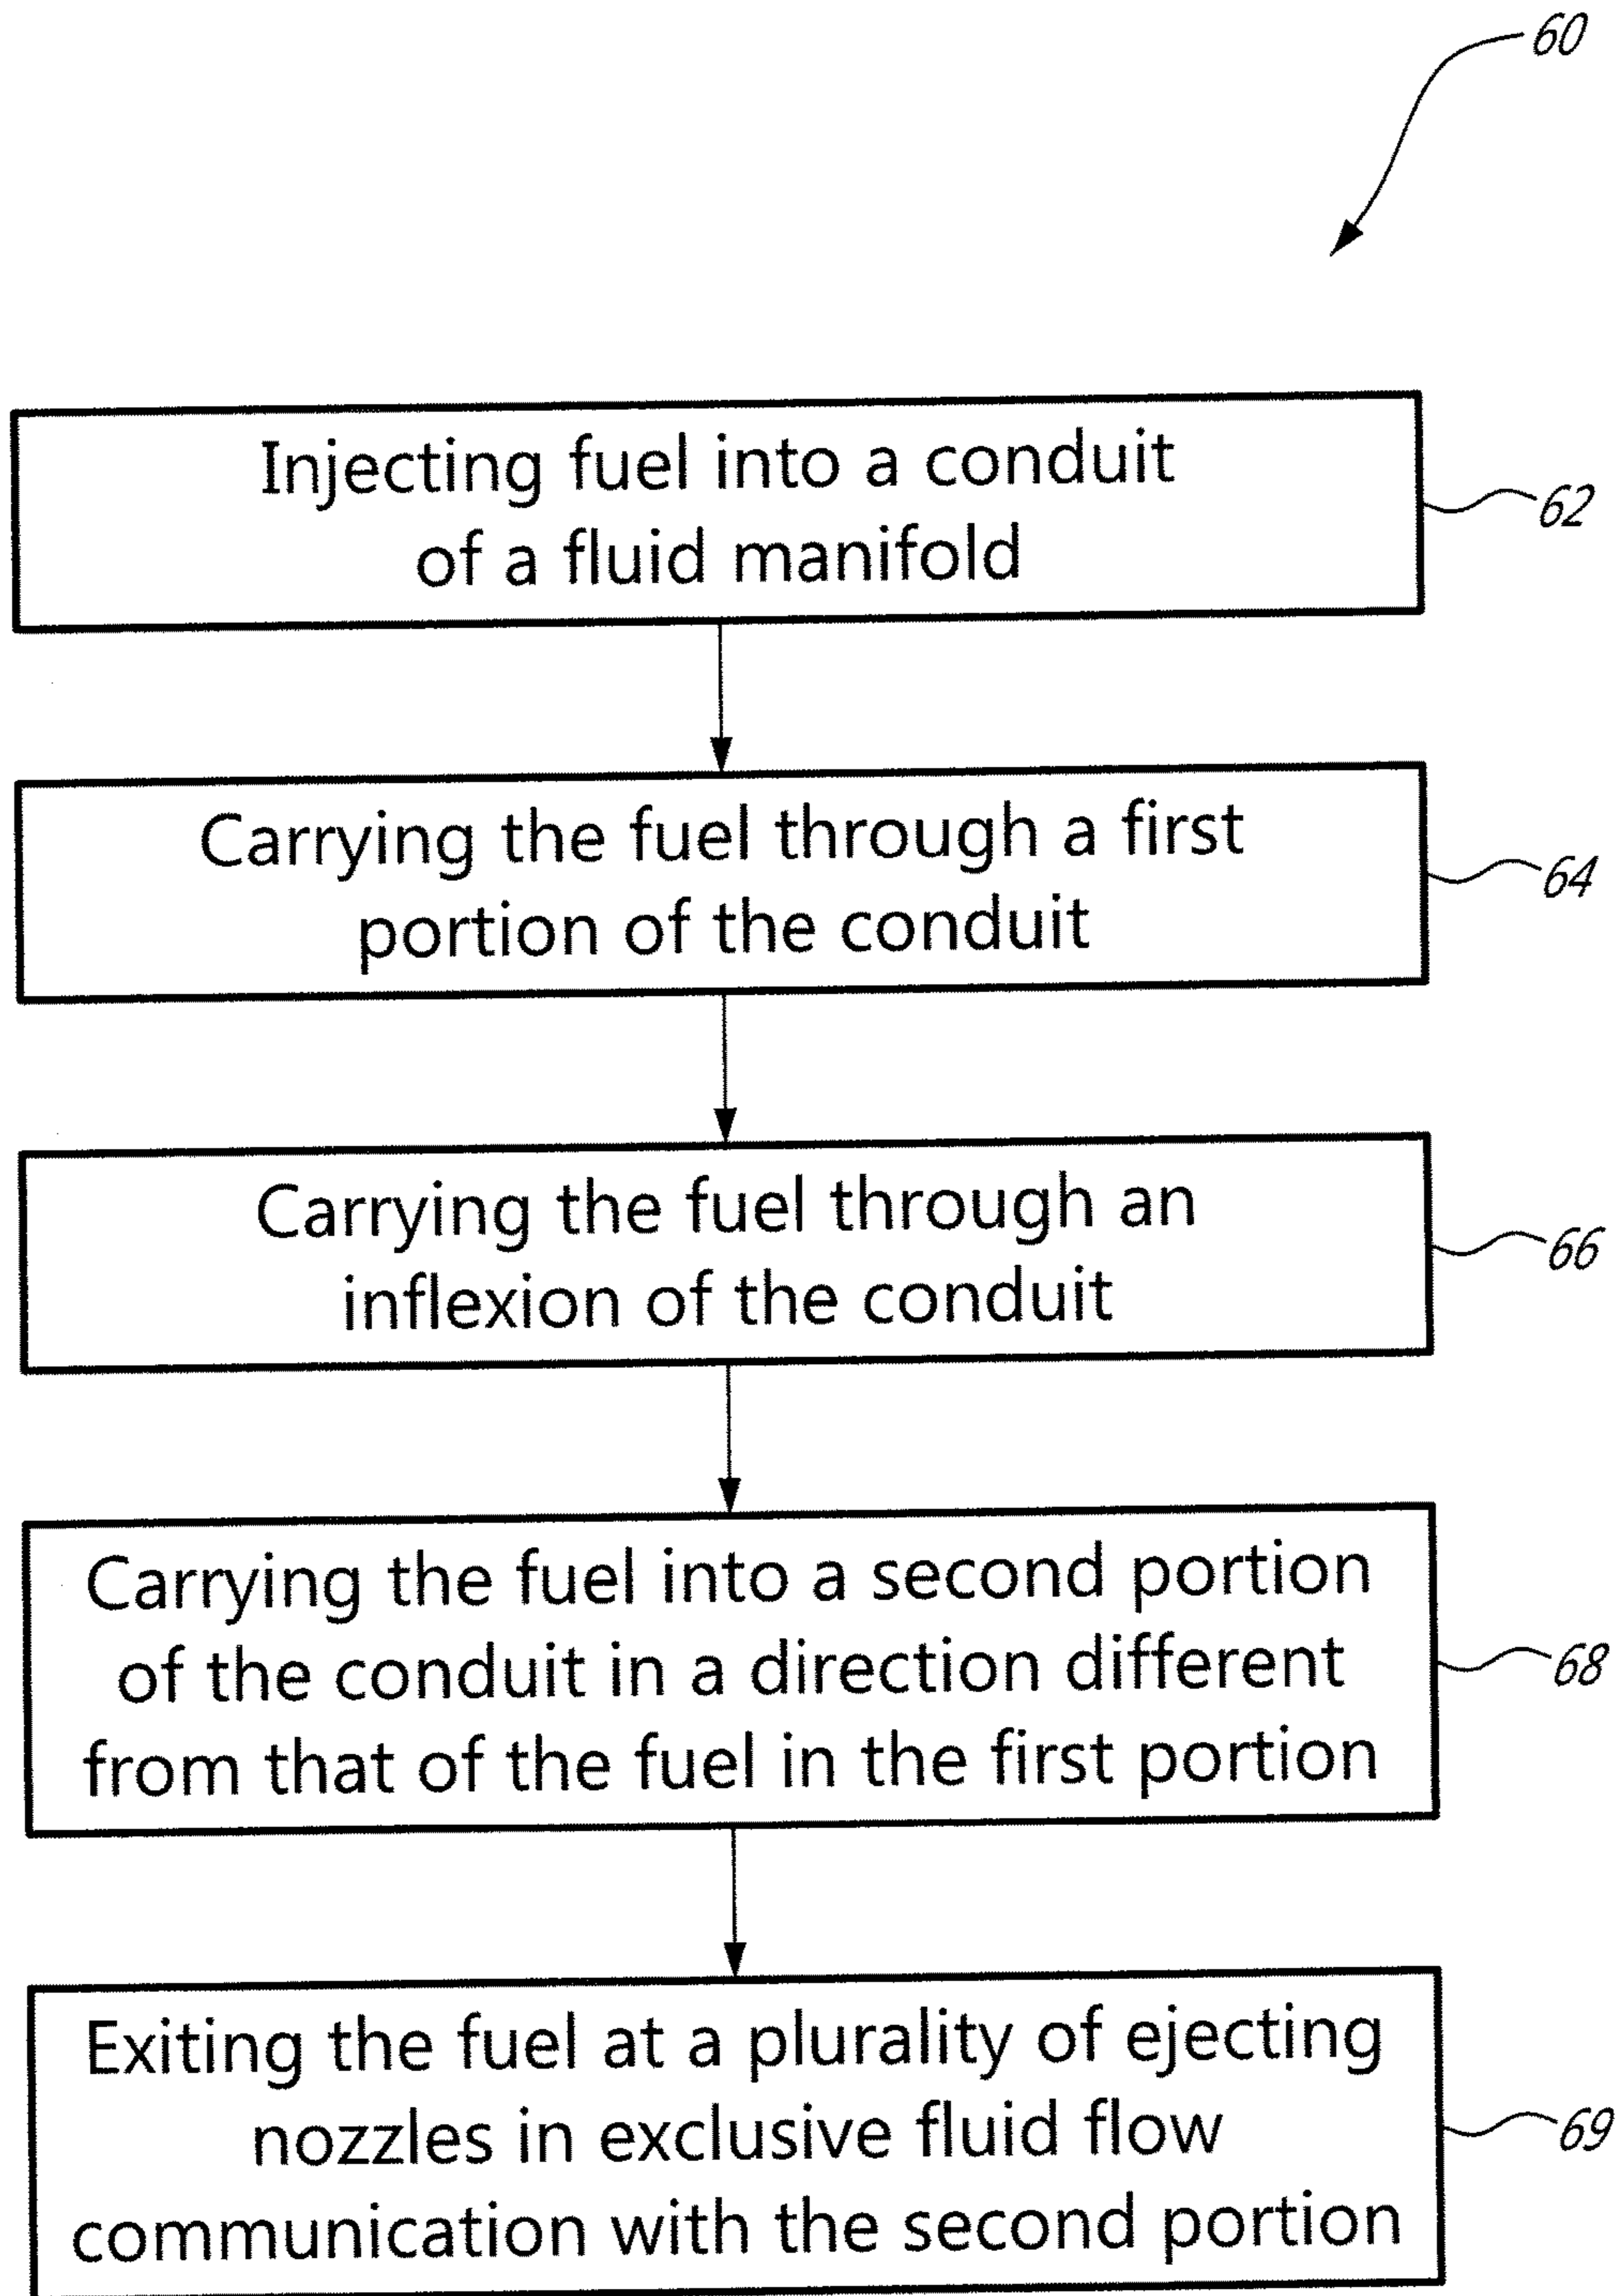 60
Injecting fuel into a conduit
of a fluid manifold
62
Carrying the fuel through a first
portion of the conduit
64
Carrying the fuel through an
inflexion of the conduit
66
Carrying the fuel into a second portion
of the conduit in a direction different
from that of the fuel in the first portion
68
Exiting the fuel at a plurality of ejecting
nozzles in exclusive fluid flow
communication with the second portion
69